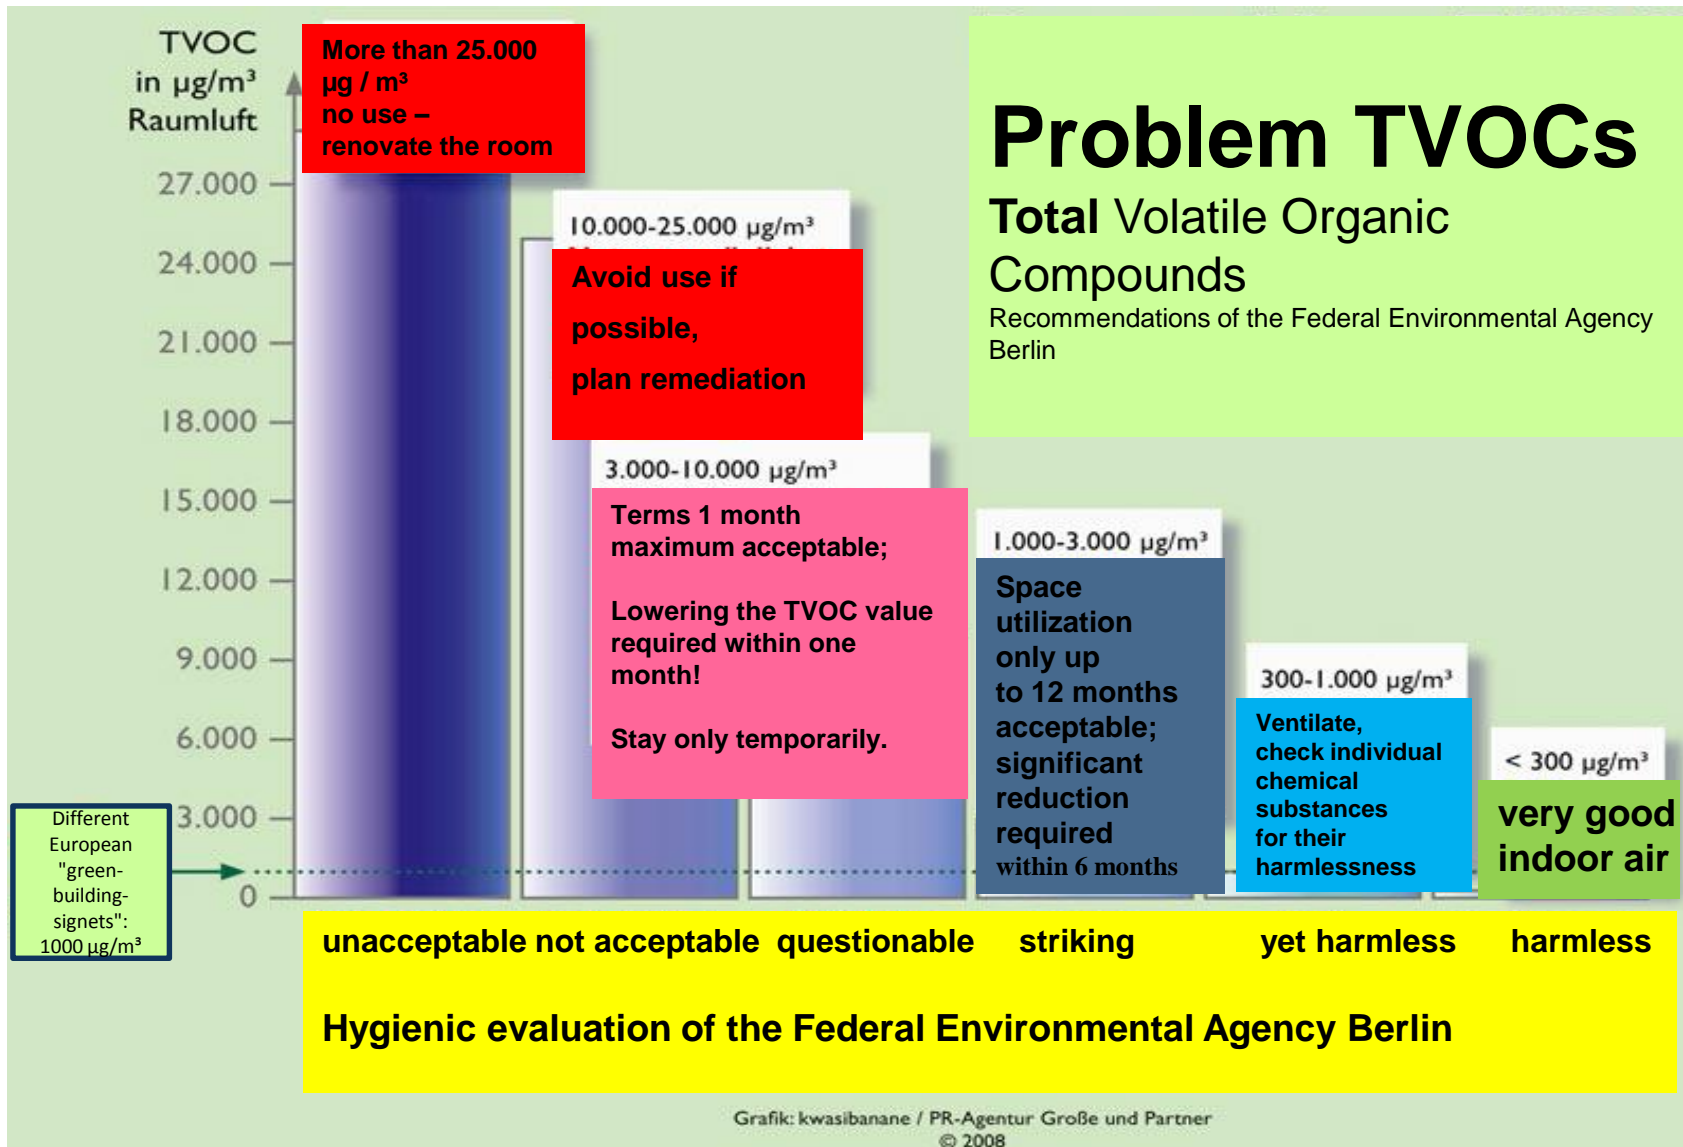 TVOC
in µg/m³
Raumluft
27.000
24.000
21.000
18.000
15.000
12.000
9.000
6.000
3.000
0
More than 25.000
µg / m³
no use –
renovate the room
10.000-25.000 µg/m³
Avoid use if
possible,
plan remediation
3.000-10.000 µg/m³
Terms 1 month
maximum acceptable;
Lowering the TVOC value
required within one
month!
Stay only temporarily.
1.000-3.000 µg/m³
Space
utilization
only up
to 12 months
acceptable;
significant
reduction
required
within 6 months
300-1.000 µg/m³
Ventilate,
check individual
chemical
substances
for their
harmlessness
< 300 µg/m³
very good
indoor air
Problem TVOCs
Total Volatile Organic
Compounds
Recommendations of the Federal Environmental Agency
Berlin
Different
European
"green-
building-
signets":
1000 µg/m³
unacceptable not acceptable questionable striking yet harmless harmless
Hygienic evaluation of the Federal Environmental Agency Berlin
Grafik: kwasibanane / PR-Agentur Große und Partner
© 2008